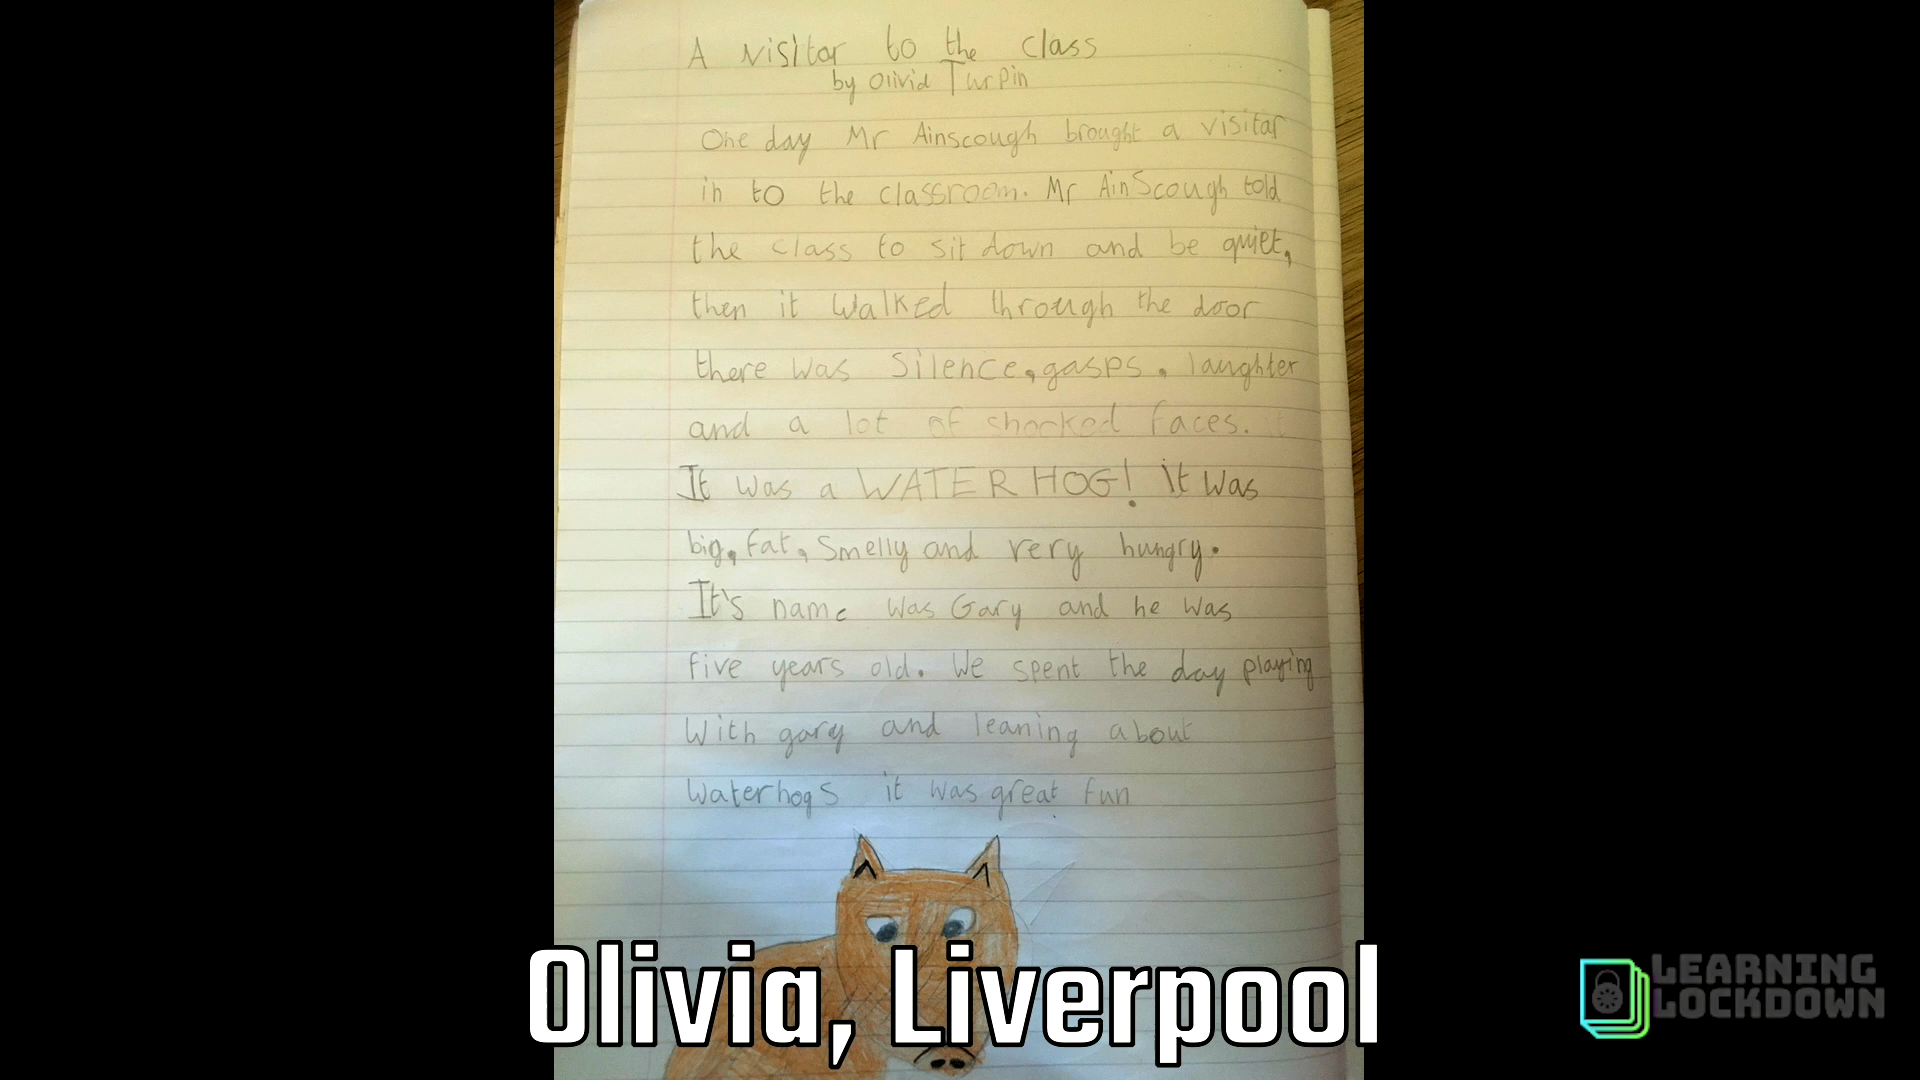 A visitor to the class
by Olivia Turpin
One day Mr Ainscough brought a visitar
in to the classroom. Mr AinScough told
the class to sit down and be quiet,
then it walked through the door
there was Silence, gasps, laughter
and a lot of shocked faces. it
It was a WATER HOG! it was
big, fat, Smelly and very hungry.
It's name was Gary and he was
five years old. We spent the day playing
With gary and leaning about
Waterhogs it was great fun
Olivia, Liverpool
LEARNING
LOCKDOWN